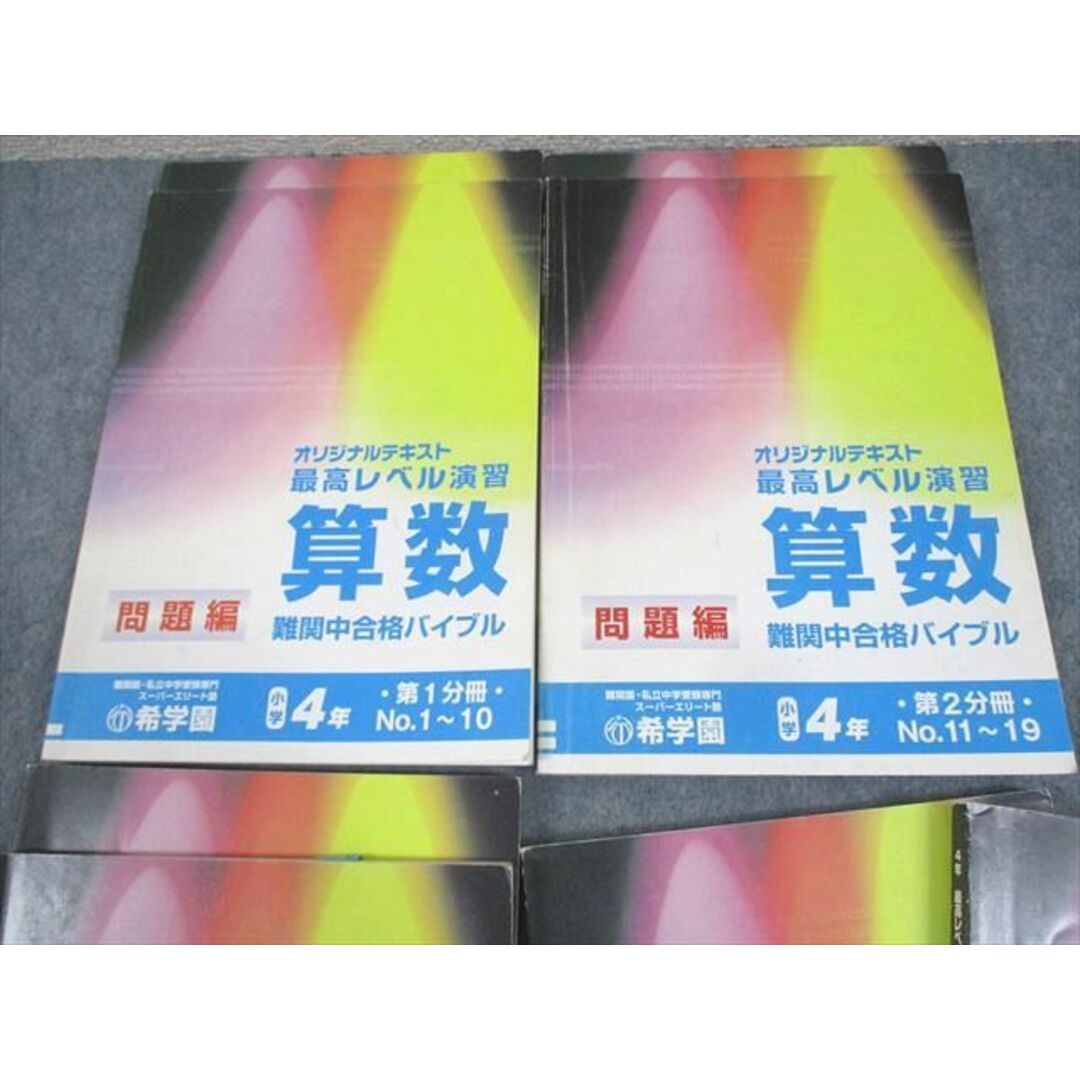 オリジナルテキスト
最高レベル演習
算数
問題編
難関中合格バイブル
難関国・私立中学受験専門
スーパーエリート塾
希学園
小学4年
・第1分冊・
No.1～10
オリジナルテキスト
最高レベル演習
算数
問題編
難関中合格バイブル
難関国・私立中学受験専門
スーパーエリート塾
希学園
小学4年
・第2分冊・
No.11～19
4年 最高レベ